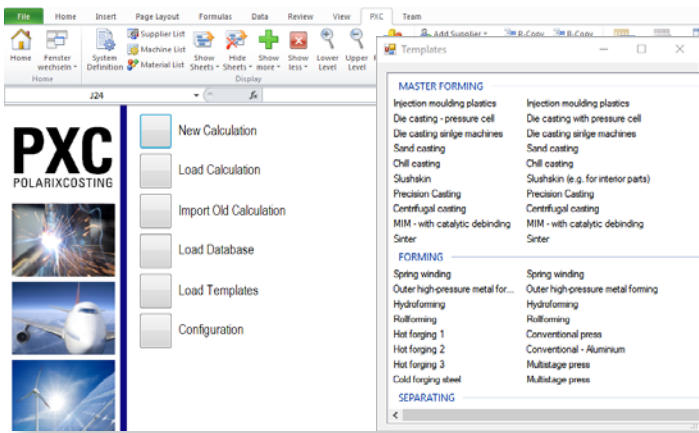 File Home Insert Page Layout Formulas Data Review View PXC Team
Supplier List
Machine List
Material List
Home
Fenster wechseln
System Definition
Show Sheets
Hide Sheets
Show more
Show less
Lower Level
Upper Level
Add Supplier
R-Copy
B-Copy
Home Display
J24 fx
PXC
POLARIXCOSTING
New Calculation
Load Calculation
Import Old Calculation
Load Database
Load Templates
Configuration
Templates
MASTER FORMING
Injection moulding plastics Injection moulding plastics
Die casting - pressure cell Die casting with pressure cell
Die casting sinlge machines Die casting sinlge machines
Sand casting Sand casting
Chill casting Chill casting
Slushskin Slushskin (e.g. for interior parts)
Precision Casting Precision Casting
Centrifugal casting Centrifugal casting
MIM - with catalytic debinding MIM - with catalytic debinding
Sinter Sinter
FORMING
Spring winding Spring winding
Outer high-pressure metal for... Outer high-pressure metal forming
Hydroforming Hydroforming
Rollforming Rollforming
Hot forging 1 Conventional press
Hot forging 2 Conventional - Aluminium
Hot forging 3 Multistage press
Cold forging steel Multistage press
SEPARATING